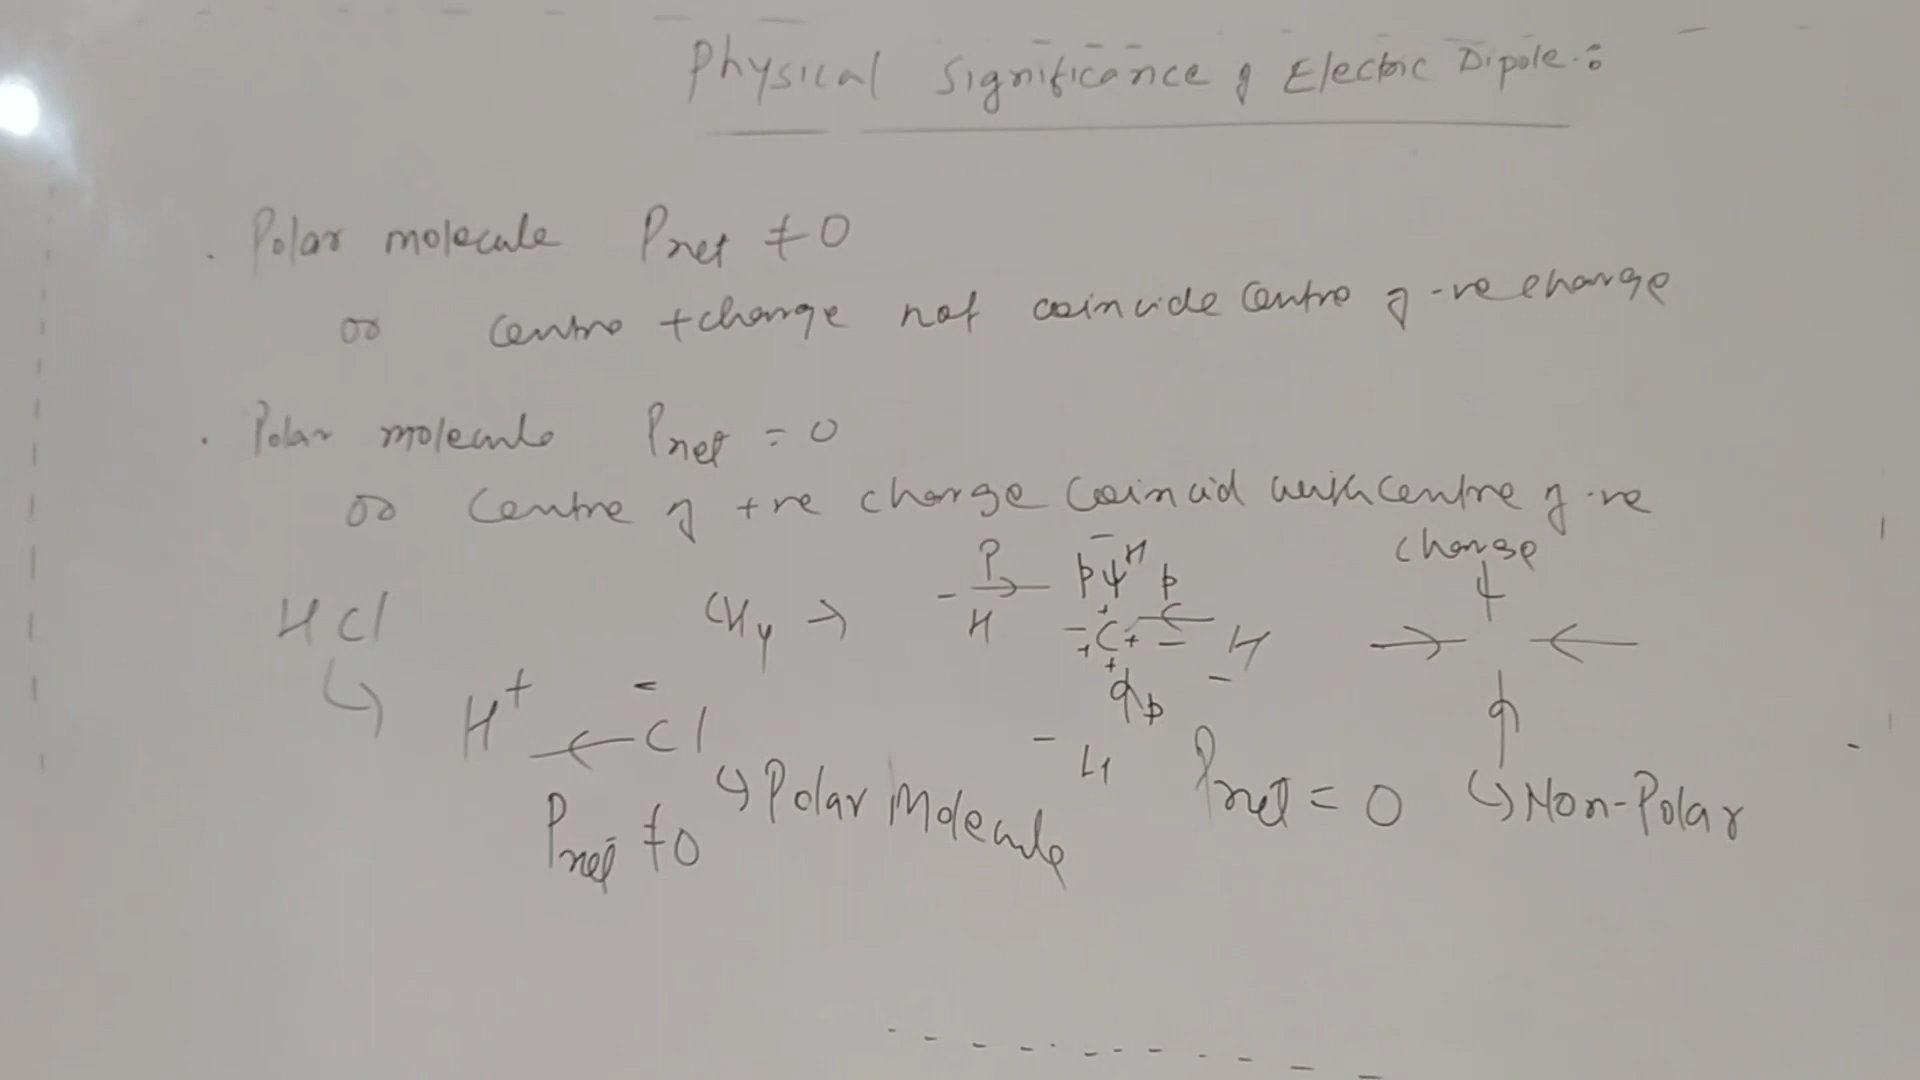 Physical Significance of Electric Dipole :
. Polar molecule Pnet ≠ 0
or centre +charge not coincide centre of -ve charge
. Polar molecule Pnet = 0
or Centre of +ve charge coincid with centre of -ve
charge
HCl
H+ ← -Cl
Pnet ≠ 0
↪ Polar Molecule
CH4 →
- P → H
p H p
- C + = H
p
- H
Pnet = 0
↪ Non-Polar